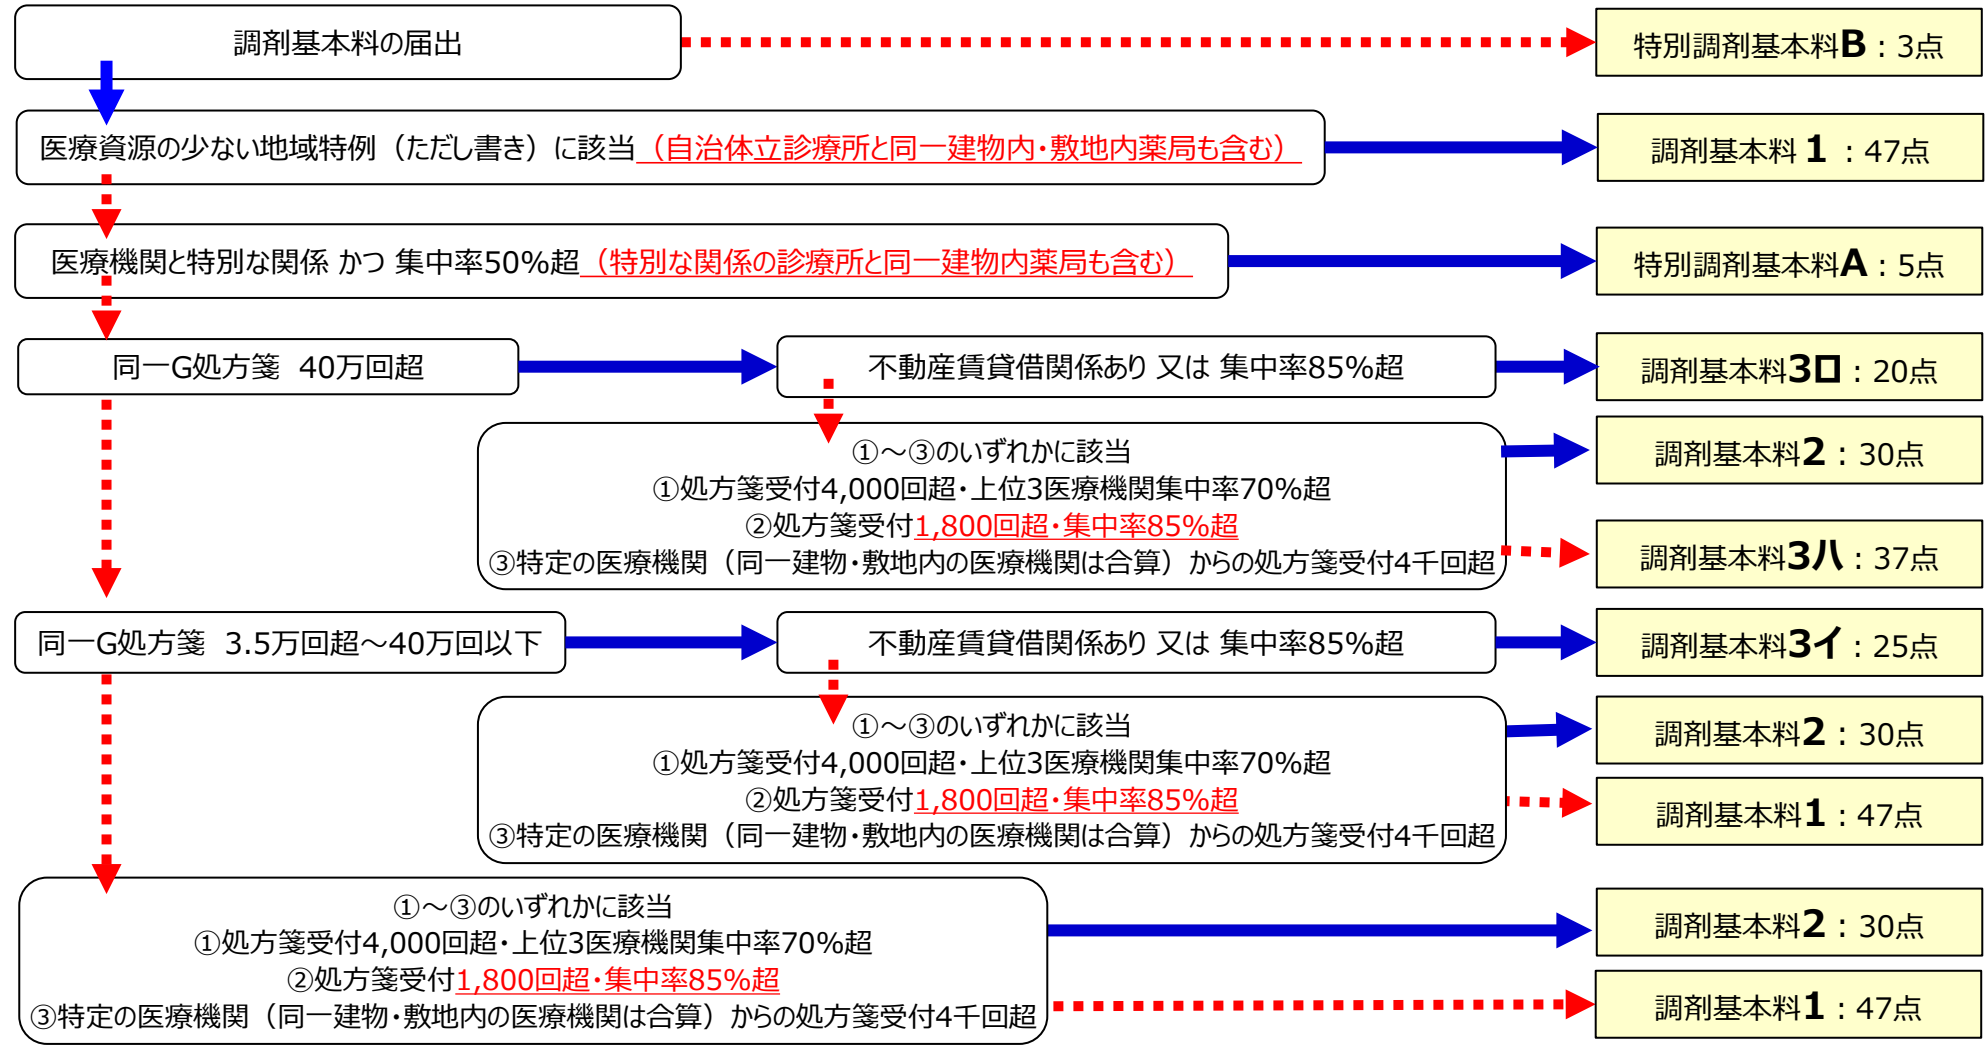 調剤基本料の届出
特別調剤基本料B：3点
医療資源の少ない地域特例（ただし書き）に該当（自治体立診療所と同一建物内・敷地内薬局も含む）
調剤基本料 1 ：47点
医療機関と特別な関係 かつ 集中率50%超（特別な関係の診療所と同一建物内薬局も含む）
特別調剤基本料A：5点
同一G処方箋 40万回超
不動産賃貸借関係あり 又は 集中率85%超
調剤基本料3ロ：20点
①～③のいずれかに該当
①処方箋受付4,000回超・上位3医療機関集中率70%超
②処方箋受付1,800回超・集中率85%超
③特定の医療機関（同一建物・敷地内の医療機関は合算）からの処方箋受付4千回超
調剤基本料2：30点
調剤基本料3ハ：37点
同一G処方箋 3.5万回超～40万回以下
不動産賃貸借関係あり 又は 集中率85%超
調剤基本料3イ：25点
①～③のいずれかに該当
①処方箋受付4,000回超・上位3医療機関集中率70%超
②処方箋受付1,800回超・集中率85%超
③特定の医療機関（同一建物・敷地内の医療機関は合算）からの処方箋受付4千回超
調剤基本料2：30点
調剤基本料1：47点
①～③のいずれかに該当
①処方箋受付4,000回超・上位3医療機関集中率70%超
②処方箋受付1,800回超・集中率85%超
③特定の医療機関（同一建物・敷地内の医療機関は合算）からの処方箋受付4千回超
調剤基本料2：30点
調剤基本料1：47点